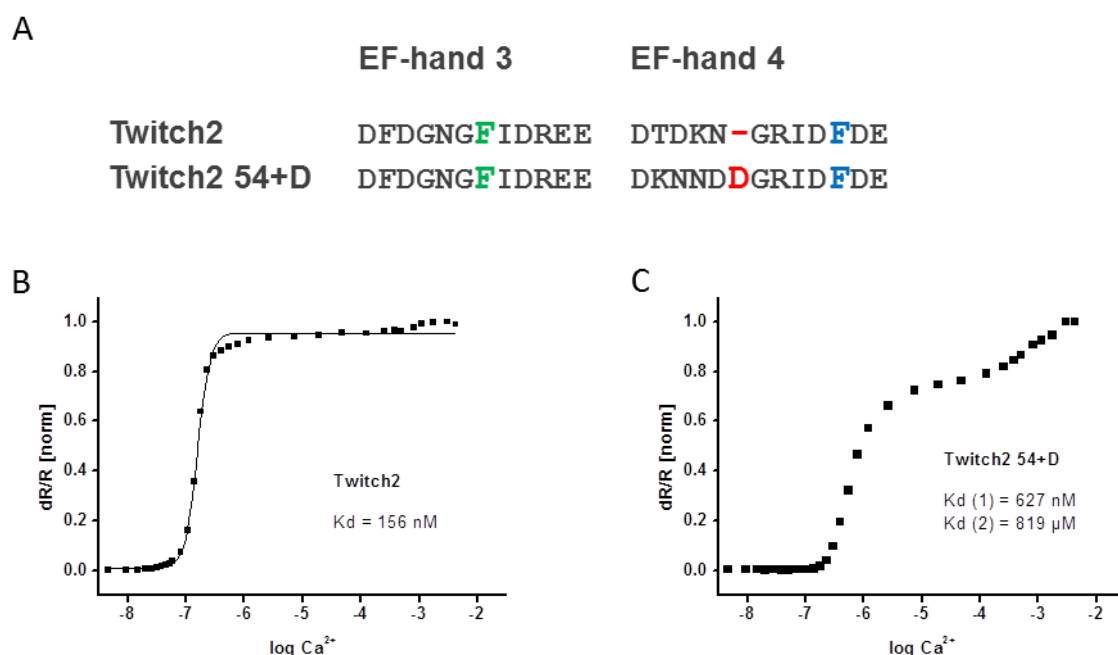 A
EF-hand 3 EF-hand 4
Twitch2 DFDGNGFIDREE DTDKN-GRIDFDE
Twitch2 54+D DFDGNGFIDREE DKNNDDGRIDFDE
B
dR/R [norm]
1.0
0.8
0.6
0.4
0.2
0.0
Twitch2
Kd = 156 nM
-8 -7 -6 -5 -4 -3 -2
log Ca²⁺
C
dR/R [norm]
1.0
0.8
0.6
0.4
0.2
0.0
Twitch2 54+D
Kd (1) = 627 nM
Kd (2) = 819 µM
-8 -7 -6 -5 -4 -3 -2
log Ca²⁺